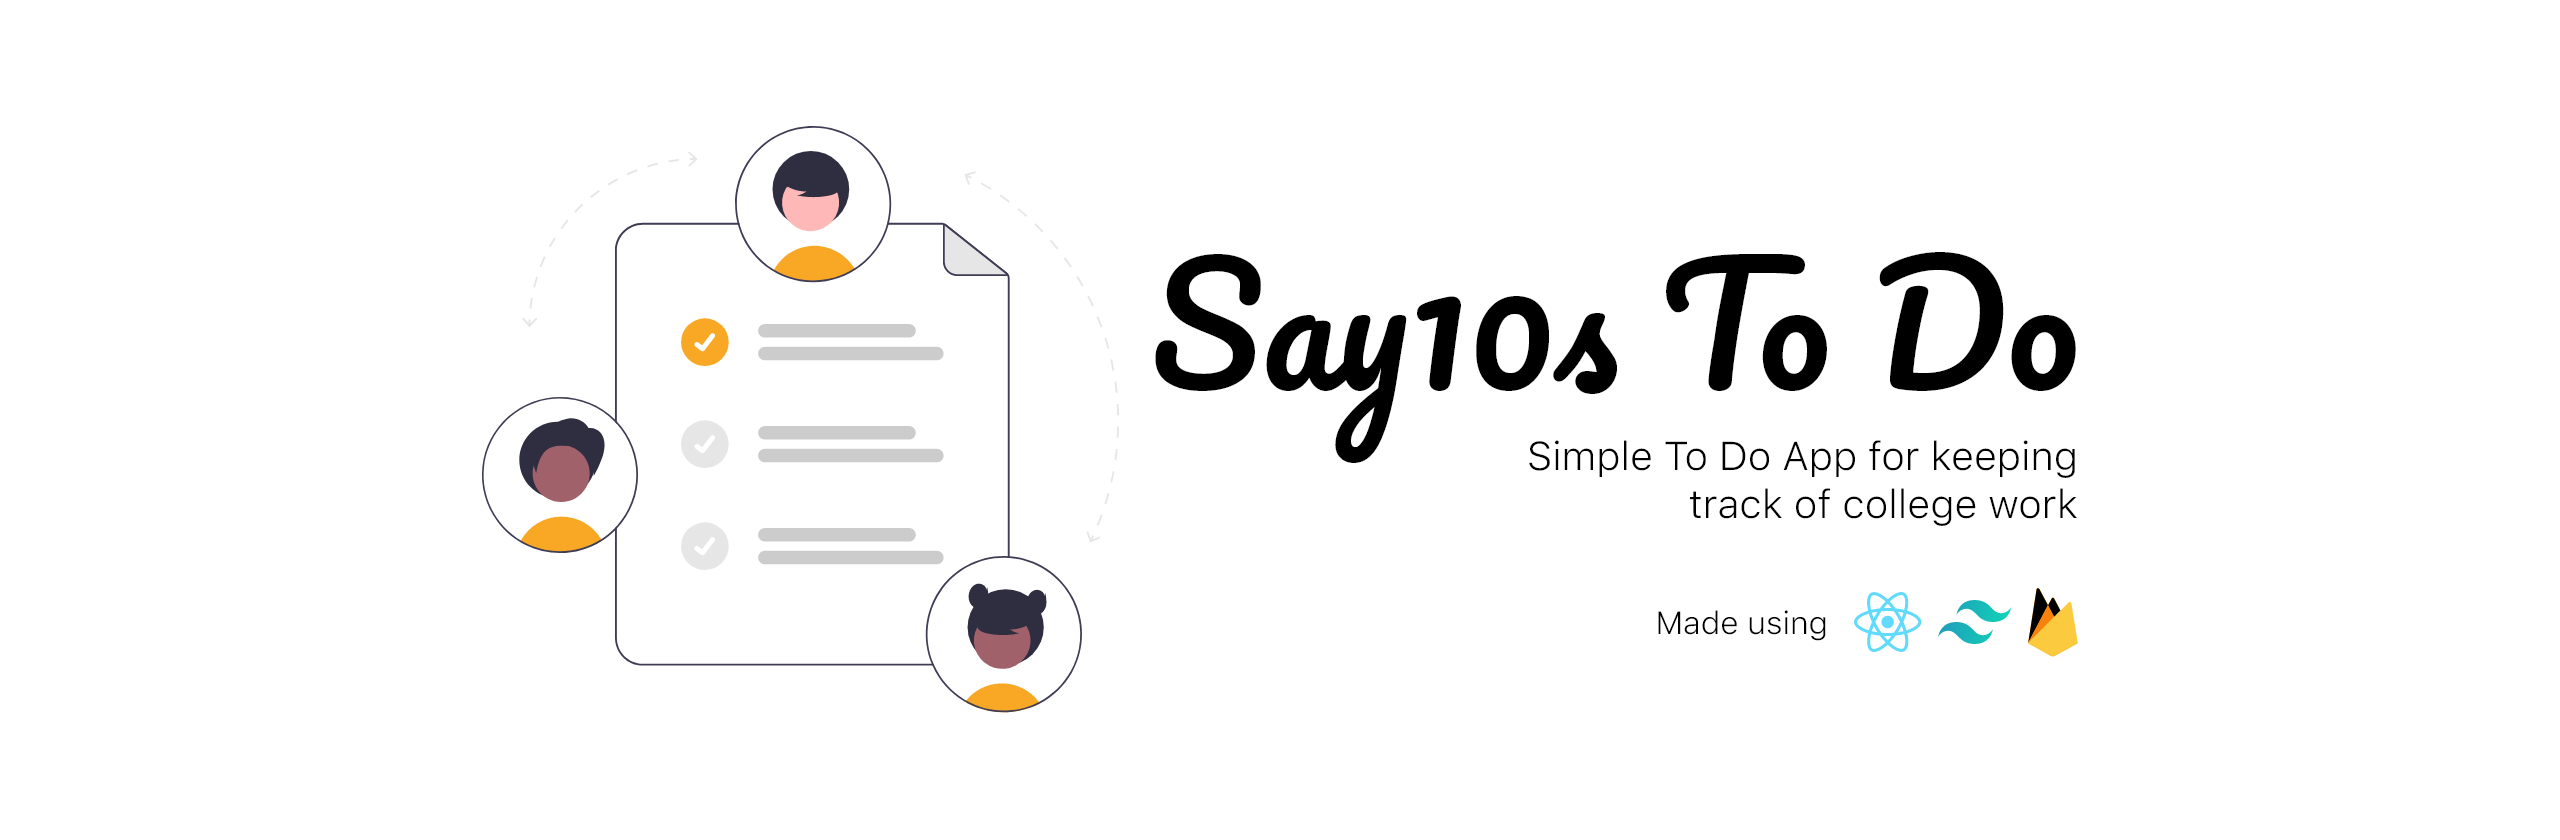 Say10s To Do
Simple To Do App for keeping
track of college work
Made using